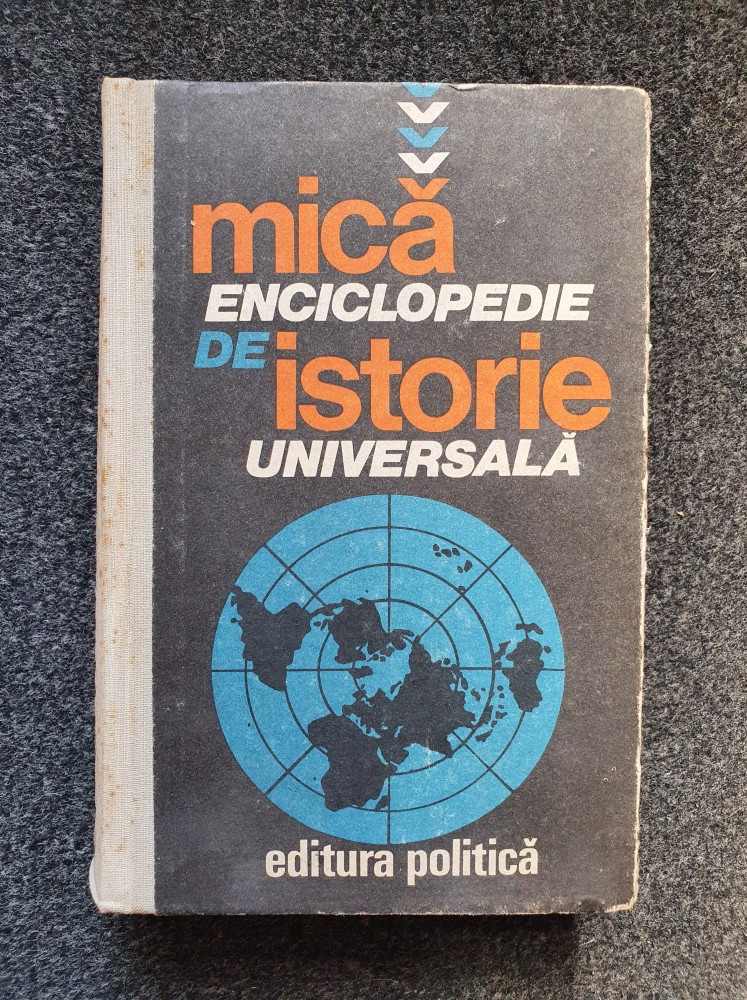 mică
ENCICLOPEDIE
DE istorie
UNIVERSALĂ
editura politică